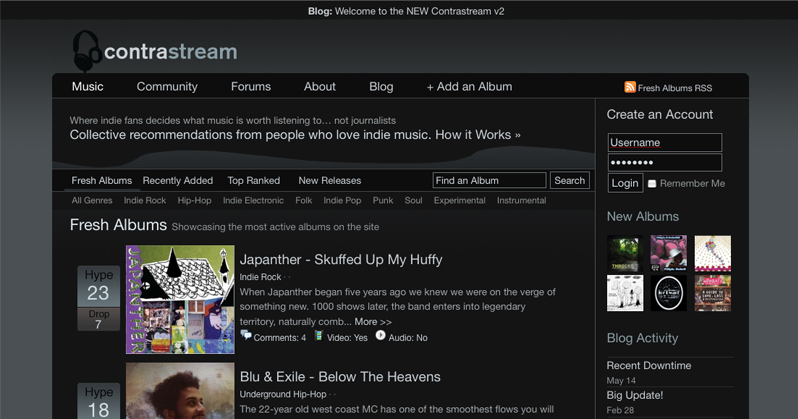 Blog: Welcome to the NEW Contrastream v2
contrastream
Music Community Forums About Blog + Add an Album Fresh Albums RSS
Where indie fans decides what music is worth listening to... not journalists
Collective recommendations from people who love indie music. How it Works »
Create an Account
Username
Login Remember Me
Fresh Albums Recently Added Top Ranked New Releases Find an Album Search
All Genres Indie Rock Hip-Hop Indie Electronic Folk Indie Pop Punk Soul Experimental Instrumental
Fresh Albums Showcasing the most active albums on the site
New Albums
Hype
23
Drop
7
JAPANTHER
Japanther - Skuffed Up My Huffy
Indie Rock · ·
When Japanther began five years ago we knew we were on the verge of
something new. 1000 shows later, the band enters into legendary
territory, naturally comb... More >>
Comments: 4 Video: Yes Audio: No
Blog Activity
Recent Downtime
May 14
Big Update!
Feb 28
Hype
18
Blu & Exile - Below The Heavens
Underground Hip-Hop · ·
The 22-year old west coast MC has one of the smoothest flows you will